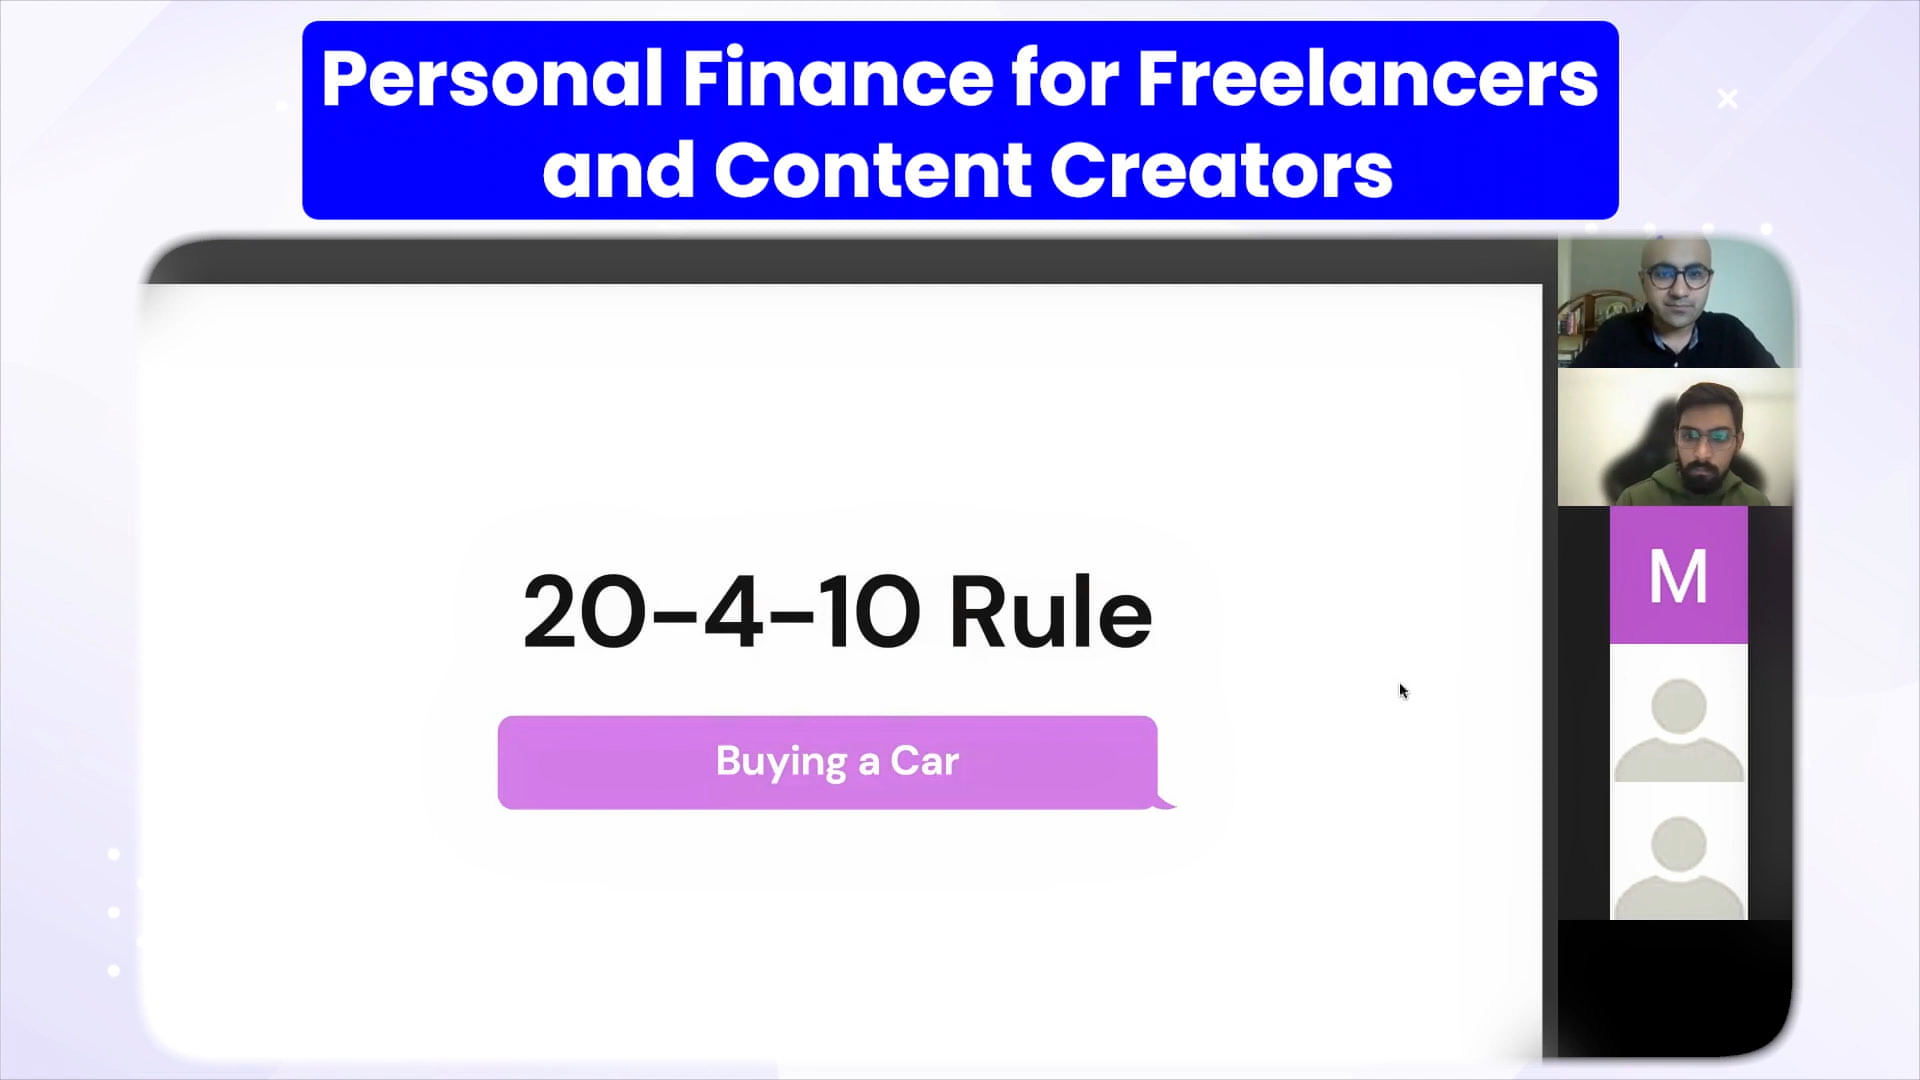 Personal Finance for Freelancers
and Content Creators
20-4-10 Rule
Buying a Car
M